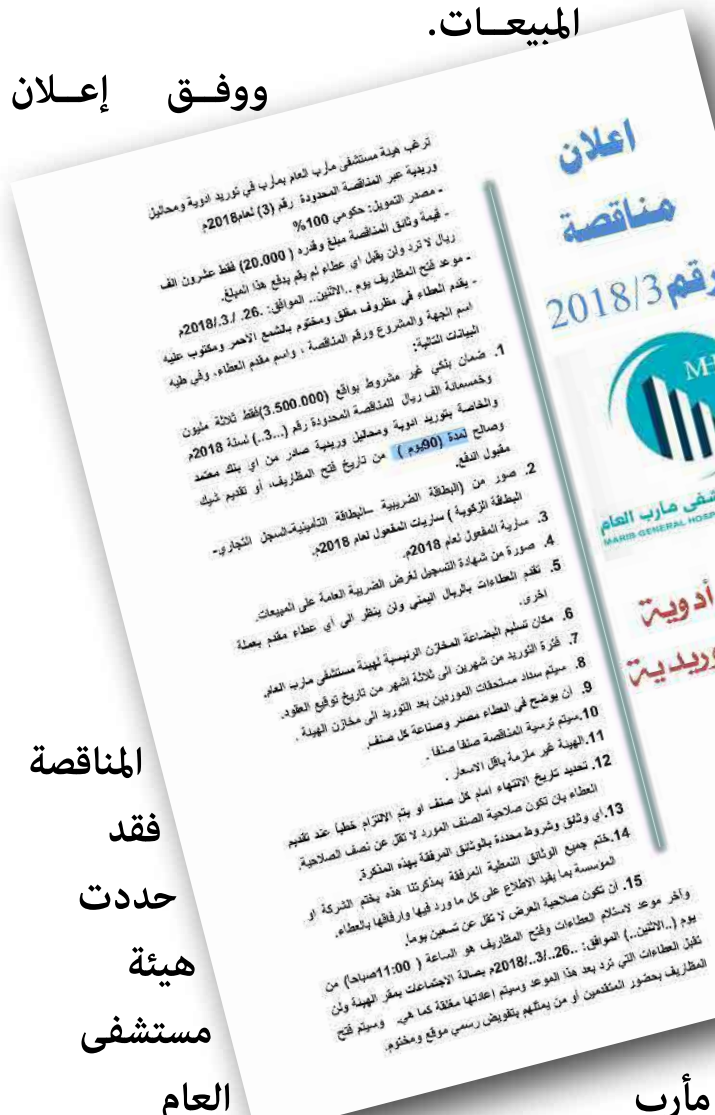 المبيعــات.
ووفــق إعــلان
اعلان
مناقصة
رقم 2018/3
شفى مارب العام
MARIB GENERAL HOSP
أدوية
وريدية
ترغب هيئة مستشفى مأرب العام بمأرب في توريد ادوية ومحاليل
وريدية عبر المناقصة المحدودة رقم (3) لعام2018م
- مصدر التمويل: حكومي 100%
- قيمة وثائق المناقصة مبلغ وقدره ( 20.000) فقط عشرون الف
ريال لا ترد ولن يقبل اي عطاء لم يقم بدفع هذا المبلغ.
- موعد فتح المظاريف يوم ..الاثنين.. الموافق: .26. /.3./2018م
- يقدم العطاء في مظروف مغلق ومختوم بالشمع الاحمر ومكتوب عليه
اسم الجهة والمشروع ورقم المناقصة ، واسم مقدم العطاء، وفي طيه
البيانات التالية:
1. ضمان بنكي غير مشروط بواقع (3.500.000)فقط ثلاثة مليون
وخمسمائة الف ريال للمناقصة المحدودة رقم (...3..) لسنة 2018م
والخاصة بتوريد ادوية ومحاليل وريدية صادر من اي بنك معتمد
وصالح لمدة (90يوم ) من تاريخ فتح المظاريف، أو تقديم شيك
مقبول الدفع.
2. صور من (البطاقة الضريبية –البطاقة التأمينية-السجل التجاري-
البطاقة الزكوية ) ساريات المفعول لعام 2018م.
3. سارية المفعول لعام 2018م.
4. صورة من شهادة التسجيل لغرض الضريبة العامة على المبيعات.
5. تقدم العطاءات بالريال اليمني ولن ينظر الى أي عطاء مقدم بعملة
اخرى.
6. مكان تسليم البضاعة المخازن الرئيسية لهيئة مستشفى مارب العام.
7. فترة التوريد من شهرين الى ثلاثة اشهر من تاريخ توقيع العقود.
8. سيتم سداد مستحقات الموردين بعد التوريد الى مخازن الهيئة .
9. أن يوضح في العطاء مصدر وصناعة كل صنف.
10.سيتم ترسية المناقصة صنفا صنفا .
11.الهيئة غير ملزمة باقل الاسعار .
12. تحديد تاريخ الانتهاء امام كل صنف او يتم الالتزام خطياً عند تقديم
العطاء بان تكون صلاحية الصنف المورد لا تقل عن نصف الصلاحية.
13.اي وثائق وشروط محددة بالوثائق المرفقة بهذه المذكرة.
14.ختم جميع الوثائق النمطية المرفقة بمذكرتنا هذه بختم الشركة او
المؤسسة بما يفيد الاطلاع على كل ما ورد فيها وارفاقها بالعطاء.
15. أن تكون صلاحية العرض لا تقل عن تسعين يوماً.
وآخر موعد لاستلام العطاءات وفتح المظاريف هو الساعة ( 11:00صباحا) من
يوم (..الاثنين..) الموافق: ..26../3../2018م بصالة الاجتماعات بمقر الهيئة ولن
تقبل العطاءات التي ترد بعد هذا الموعد وسيتم إعادتها مغلقة كما هي. وسيتم فتح
المظاريف بحضور المتقدمين أو من يمثلهم بتفويض رسمي موقع ومختوم.
المناقصة
فقد
حددت
هيئة
مستشفى
مأرب العام